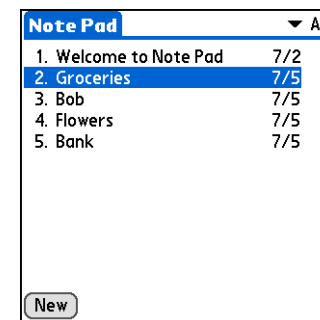 Note Pad ▼ A
1. Welcome to Note Pad 7/2
2. Groceries 7/5
3. Bob 7/5
4. Flowers 7/5
5. Bank 7/5
New